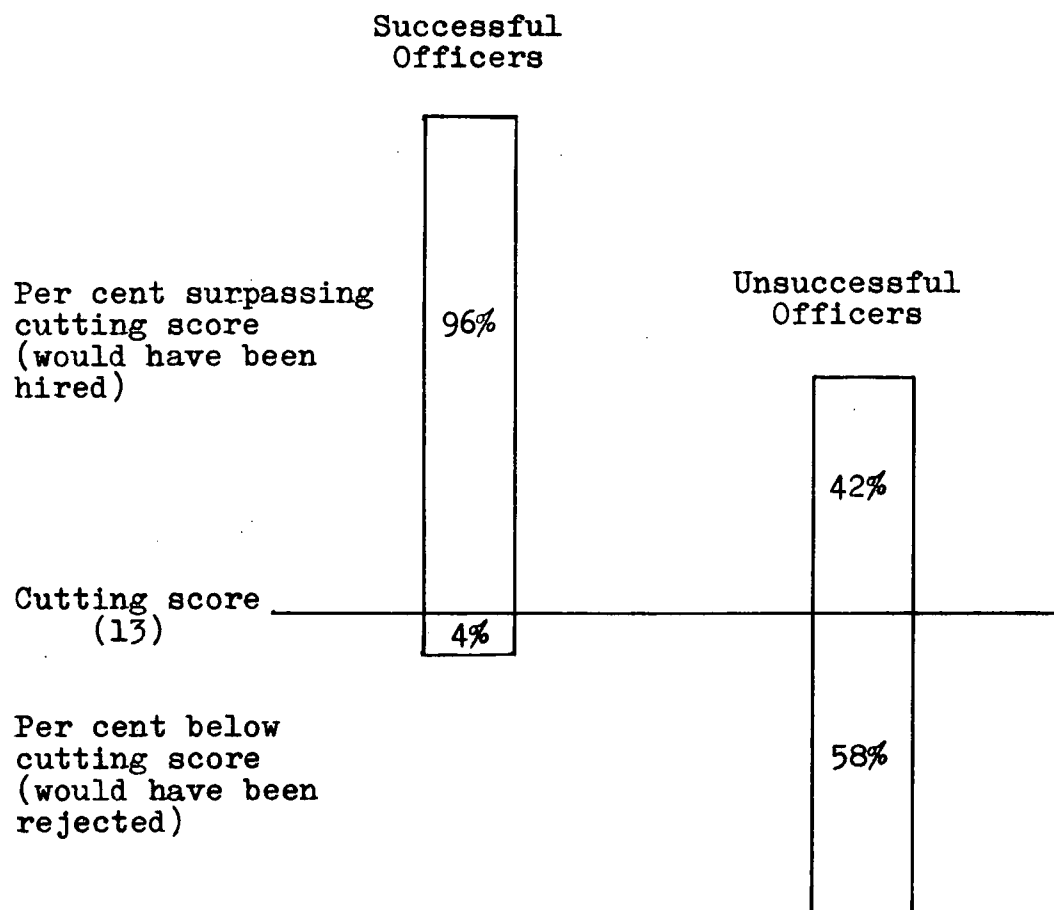 Successful
Officers
Unsuccessful
Officers
Per cent surpassing
cutting score
(would have been
hired)
96%
42%
Cutting score
(13)
4%
Per cent below
cutting score
(would have been
rejected)
58%